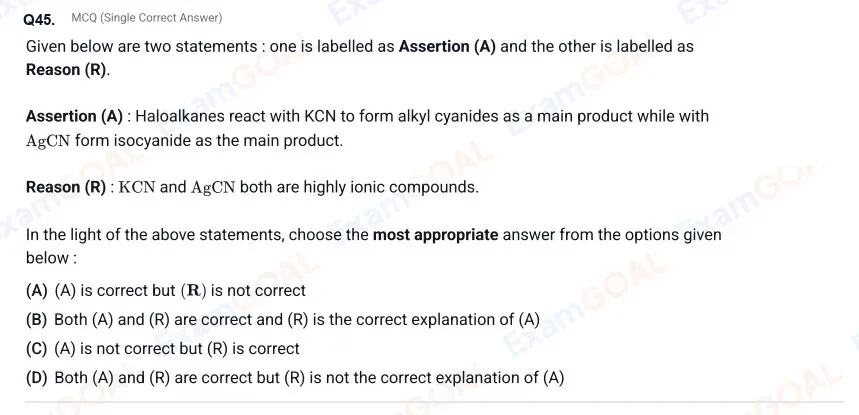 Q45. MCQ (Single Correct Answer)
Given below are two statements : one is labelled as Assertion (A) and the other is labelled as
Reason (R).
Assertion (A) : Haloalkanes react with KCN to form alkyl cyanides as a main product while with
AgCN form isocyanide as the main product.
Reason (R) : KCN and AgCN both are highly ionic compounds.
In the light of the above statements, choose the most appropriate answer from the options given
below :
(A) (A) is correct but (R) is not correct
(B) Both (A) and (R) are correct and (R) is the correct explanation of (A)
(C) (A) is not correct but (R) is correct
(D) Both (A) and (R) are correct but (R) is not the correct explanation of (A)
ExamGOAL